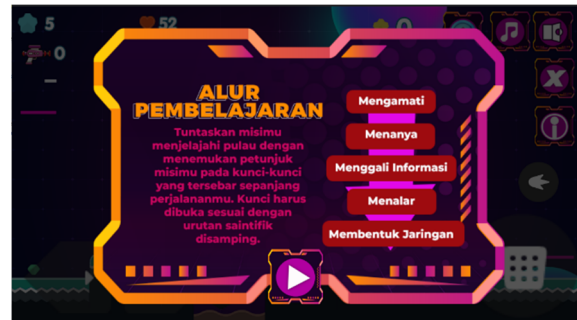 5
52
0
0
ALUR
PEMBELAJARAN
Tuntaskan misimu
menjelajahi pulau dengan
menemukan petunjuk
misimu pada kunci-kunci
yang tersebar sepanjang
perjalananmu. Kunci harus
dibuka sesuai dengan
urutan saintifik
disamping.
Mengamati
Menanya
Menggali Informasi
Menalar
Membentuk Jaringan